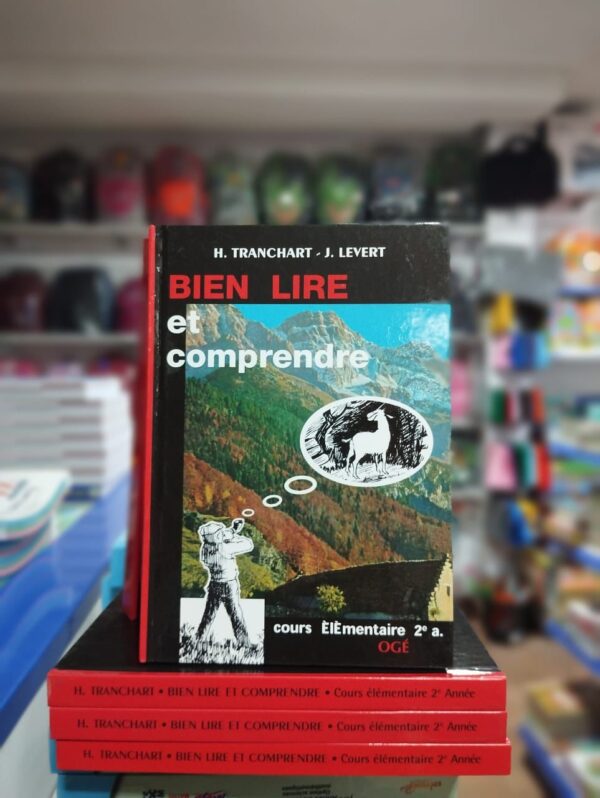 H. TRANCHART - J. LEVERT
BIEN LIRE
et
comprendre
cours ÈlÈmentaire 2e a.
OGÉ
H. TRANCHART • BIEN LIRE ET COMPRENDRE • Cours élémentaire 2e Année
H. TRANCHART • BIEN LIRE ET COMPRENDRE • Cours élémentaire 2e Année
H. TRANCHART • BIEN LIRE ET COMPRENDRE • Cours élémentaire 2e Année